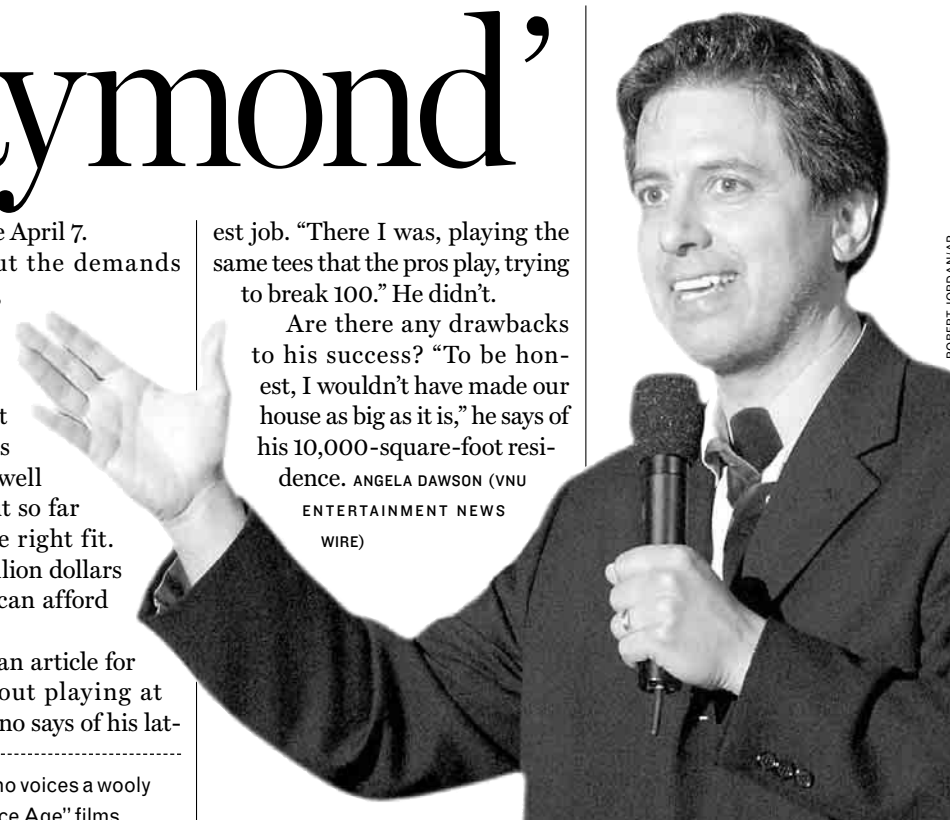 ymond’
e April 7.
ut the demands
t
s
well
t so far
e right fit.
lion dollars
can afford
an article for
out playing at
no says of his lat-
no voices a wooly
ce Age” films
est job. “There I was, playing the
same tees that the pros play, trying
to break 100.” He didn’t.
Are there any drawbacks
to his success? “To be hon-
est, I wouldn’t have made our
house as big as it is,” he says of
his 10,000-square-foot resi-
dence. ANGELA DAWSON (VNU
ENTERTAINMENT NEWS
WIRE)